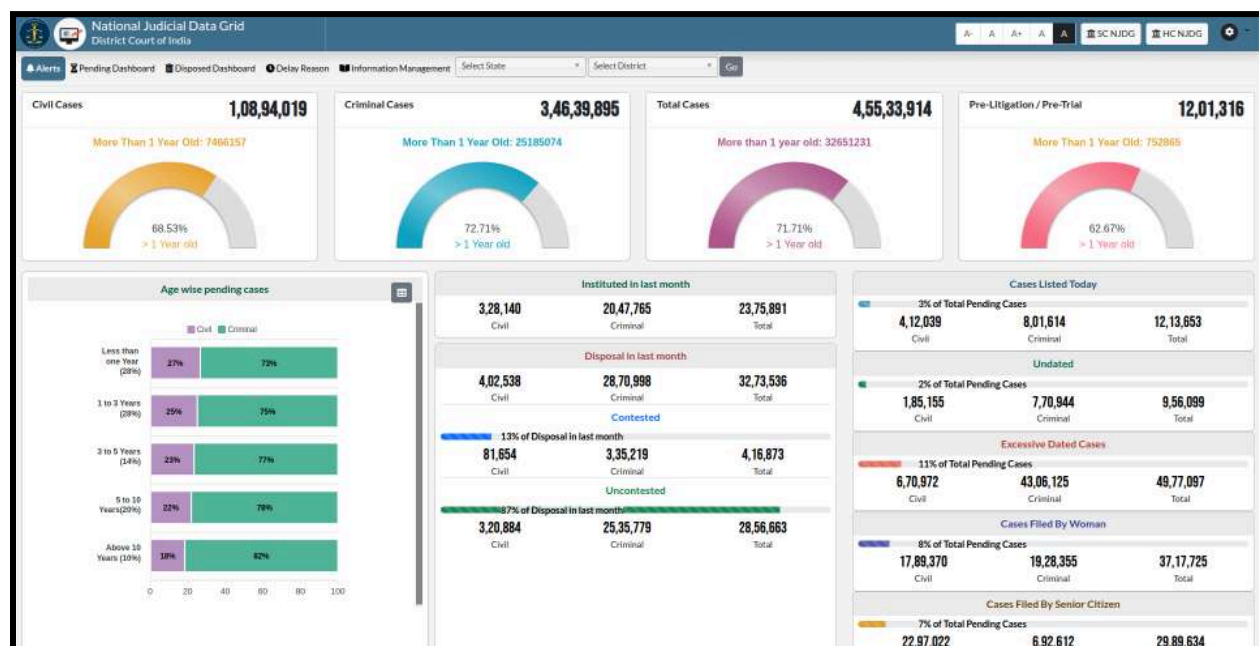 National Judicial Data Grid
District Court of India
A- A A+ A A SC NJDG HC NJDG
Alerts Pending Dashboard Disposed Dashboard Delay Reason Information Management Select State Select District Go
Civil Cases 1,08,94,019
More Than 1 Year Old: 7466157
68.53%
> 1 Year old
Criminal Cases 3,46,39,895
More Than 1 Year Old: 25185074
72.71%
> 1 Year old
Total Cases 4,55,33,914
More than 1 year old: 32651231
71.71%
> 1 Year old
Pre-Litigation / Pre-Trial 12,01,316
More Than 1 Year Old: 752865
62.67%
> 1 Year old
Age wise pending cases
Civil Criminal
Less than
one Year
(28%)
27% 73%
1 to 3 Years
(28%)
25% 75%
3 to 5 Years
(14%)
23% 77%
5 to 10
Years(20%)
22% 78%
Above 10
Years (10%)
18% 82%
0 20 40 60 80 100
Instituted in last month
3,28,140 20,47,765 23,75,891
Civil Criminal Total
Disposal in last month
4,02,538 28,70,998 32,73,536
Civil Criminal Total
Contested
13% of Disposal in last month
81,654 3,35,219 4,16,873
Civil Criminal Total
Uncontested
87% of Disposal in last month
3,20,884 25,35,779 28,56,663
Civil Criminal Total
Cases Listed Today
3% of Total Pending Cases
4,12,039 8,01,614 12,13,653
Civil Criminal Total
Undated
2% of Total Pending Cases
1,85,155 7,70,944 9,56,099
Civil Criminal Total
Excessive Dated Cases
11% of Total Pending Cases
6,70,972 43,06,125 49,77,097
Civil Criminal Total
Cases Filed By Woman
8% of Total Pending Cases
17,89,370 19,28,355 37,17,725
Civil Criminal Total
Cases Filed By Senior Citizen
7% of Total Pending Cases
22,97,022 6,92,612 29,89,634